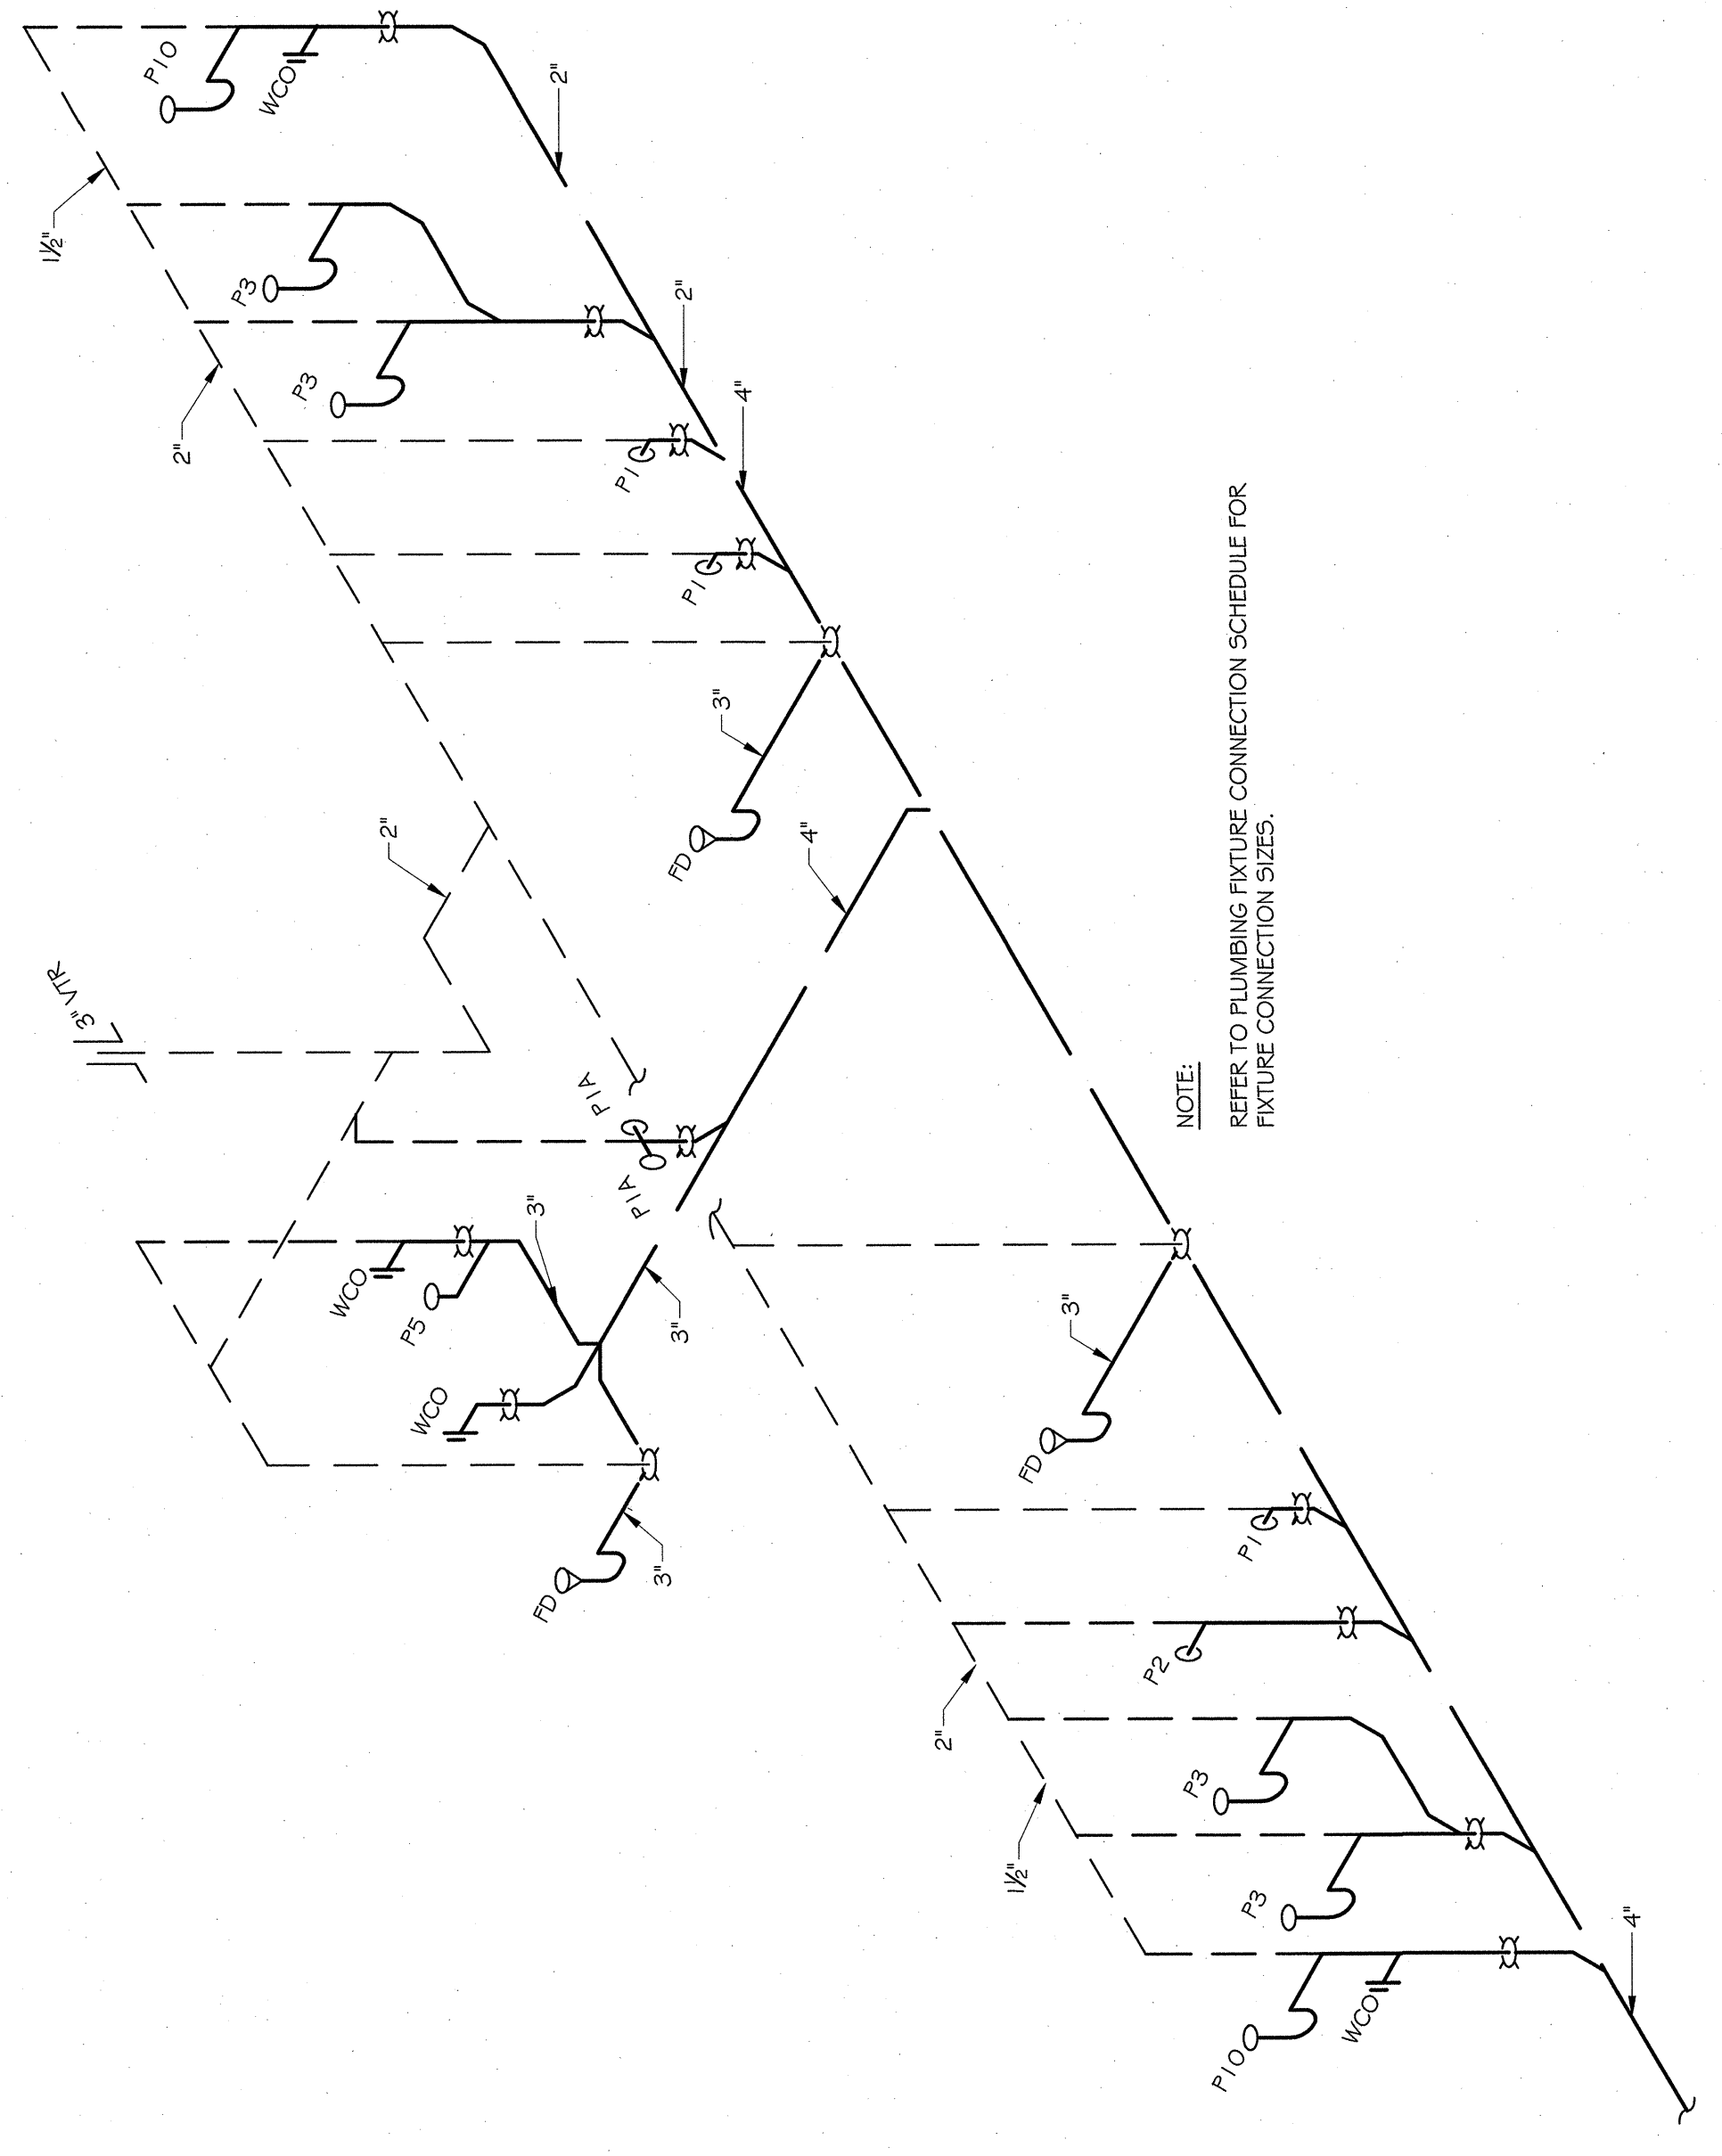 P10
WCO
2"
1½"
P3
2"
P3
2"
4"
P1
P1
3"
2"
FD
4"
3" VTR
P1A
P1A
3"
WCO
P5
3"
WCO
3"
FD
3"
FD
P1
P2
2"
P3
1½"
P3
4"
WCO
P10
NOTE:
REFER TO PLUMBING FIXTURE CONNECTION SCHEDULE FOR
FIXTURE CONNECTION SIZES.